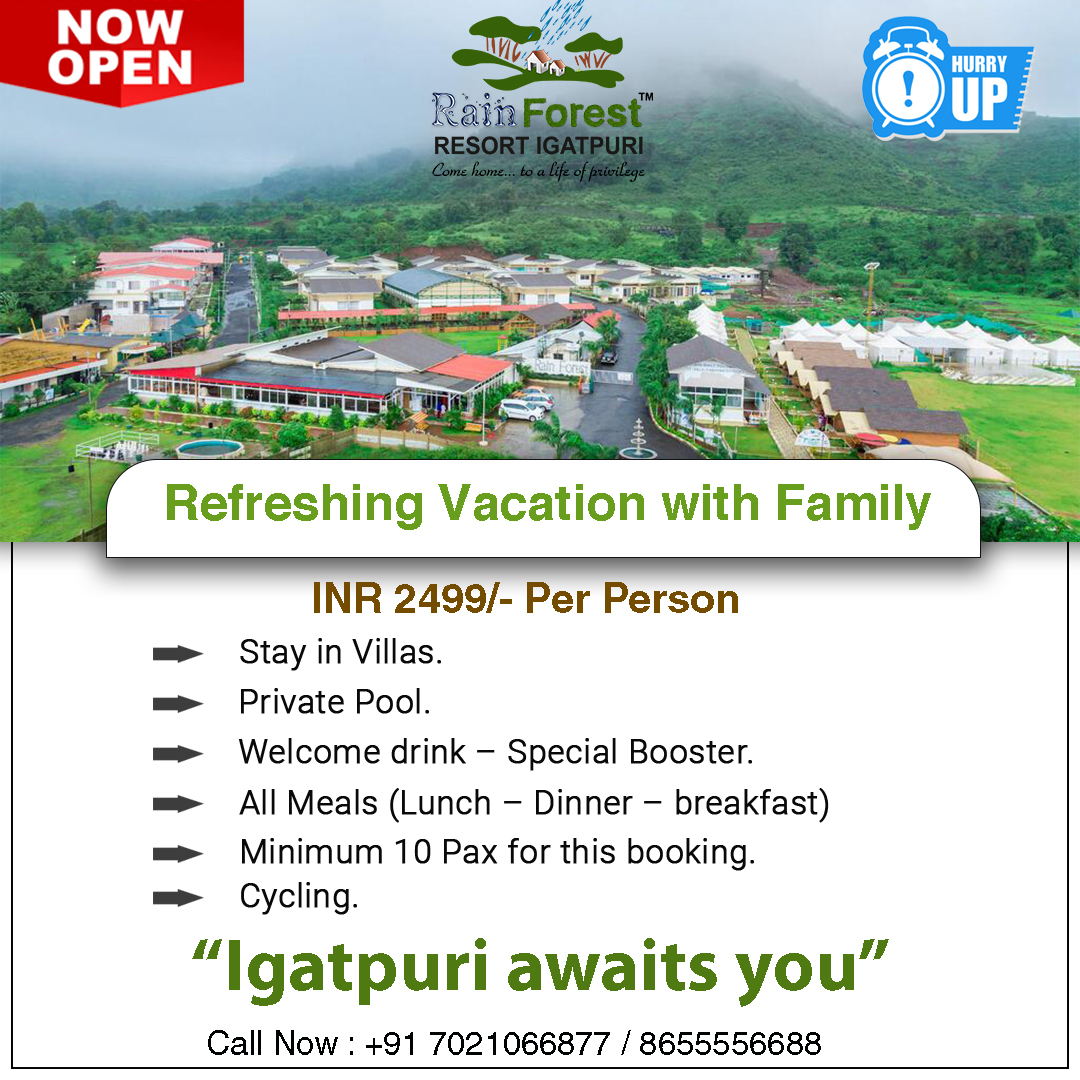 NOW
OPEN
HURRY
UP
Rain Forest™
RESORT IGATPURI
Come home... to a life of privilege
Rain Forest
Refreshing Vacation with Family
INR 2499/- Per Person
Stay in Villas.
Private Pool.
Welcome drink – Special Booster.
All Meals (Lunch – Dinner – breakfast)
Minimum 10 Pax for this booking.
Cycling.
“Igatpuri awaits you”
Call Now : +91 7021066877 / 8655556688